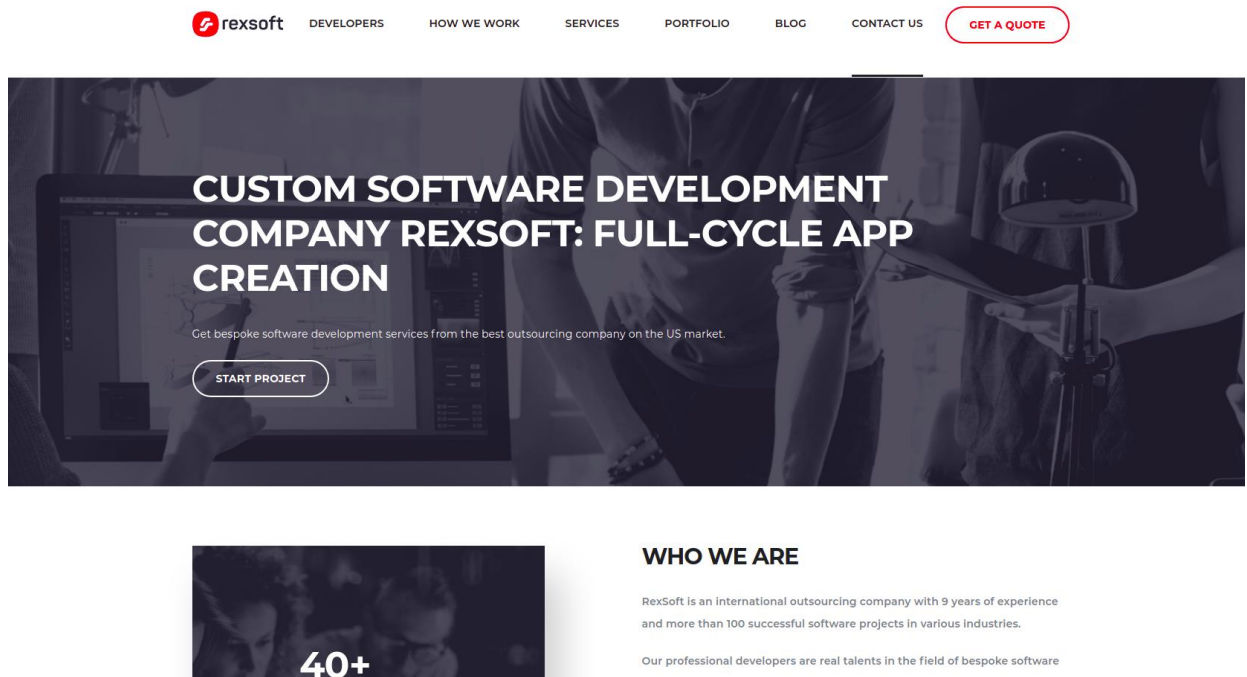 rexsoft
DEVELOPERS
HOW WE WORK
SERVICES
PORTFOLIO
BLOG
CONTACT US
GET A QUOTE
CUSTOM SOFTWARE DEVELOPMENT
COMPANY REXSOFT: FULL-CYCLE APP
CREATION
Get bespoke software development services from the best outsourcing company on the US market.
START PROJECT
40+
WHO WE ARE
RexSoft is an international outsourcing company with 9 years of experience
and more than 100 successful software projects in various industries.
Our professional developers are real talents in the field of bespoke software